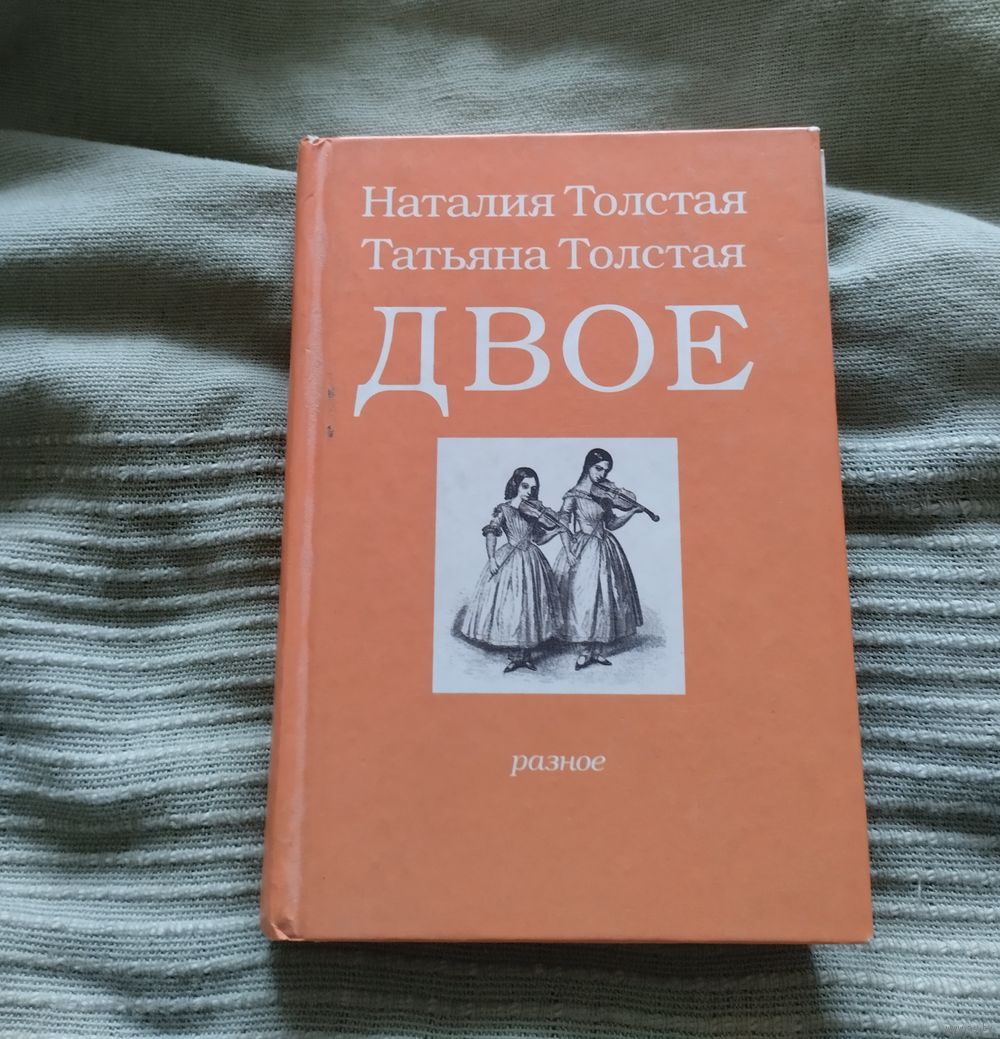 Наталия Толстая
Татьяна Толстая
ДВОЕ
разное